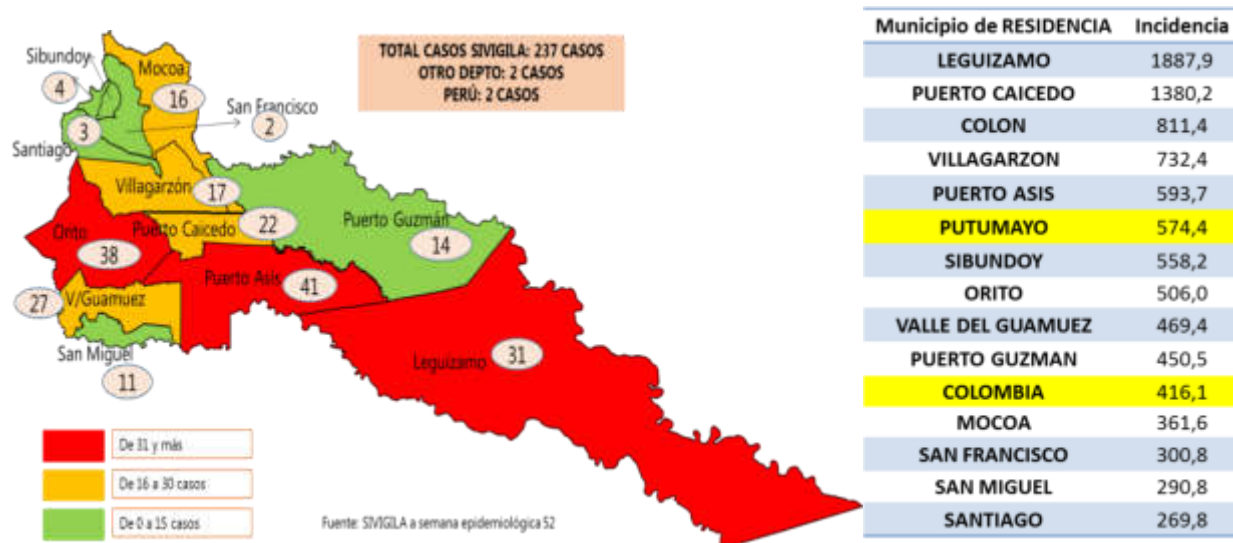 TOTAL CASOS SIVIGILA: 237 CASOS
OTRO DEPTO: 2 CASOS
PERÚ: 2 CASOS
Sibundoy
4
Mocoa
16
San Francisco
2
3
Santiago
Villagarzón
17
Puerto Caicedo
22
Puerto Guzmán
14
Orito
38
Puerto Asís
41
27
V/Guamuez
San Miguel
11
Leguizamo
31
De 31 y más
De 16 a 30 casos
De 0 a 15 casos
Fuente: SIVIGILA a semana epidemiológica 52
Municipio de RESIDENCIA Incidencia
LEGUIZAMO 1887,9
PUERTO CAICEDO 1380,2
COLON 811,4
VILLAGARZON 732,4
PUERTO ASIS 593,7
PUTUMAYO 574,4
SIBUNDOY 558,2
ORITO 506,0
VALLE DEL GUAMUEZ 469,4
PUERTO GUZMAN 450,5
COLOMBIA 416,1
MOCOA 361,6
SAN FRANCISCO 300,8
SAN MIGUEL 290,8
SANTIAGO 269,8